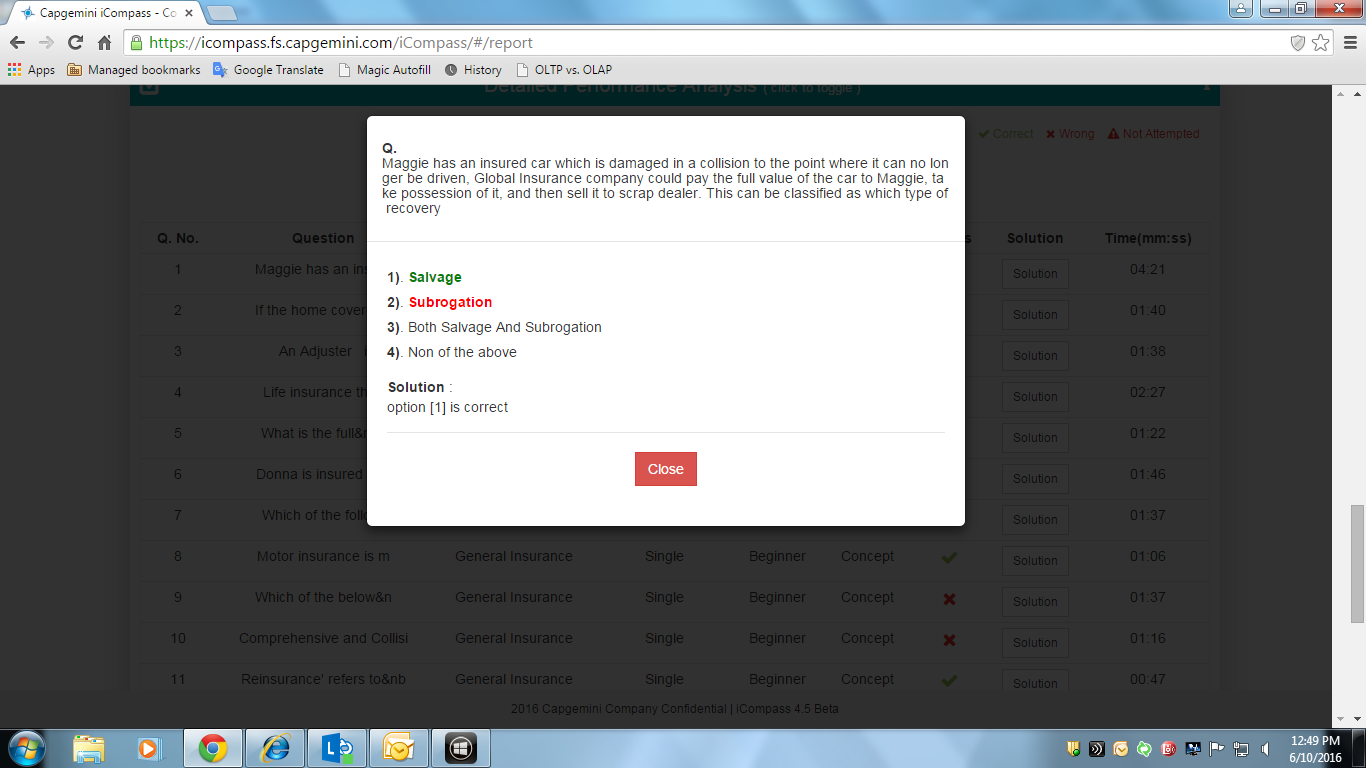 Capgemini iCompass - Co
https://icompass.fs.capgemini.com/iCompass/#/report
Apps Managed bookmarks Google Translate Magic Autofill History OLTP vs. OLAP
Detailed Performance Analysis ( click to toggle )
Correct Wrong Not Attempted
Q.
Maggie has an insured car which is damaged in a collision to the point where it can no lon
ger be driven, Global Insurance company could pay the full value of the car to Maggie, ta
ke possession of it, and then sell it to scrap dealer. This can be classified as which type of
recovery
1). Salvage
2). Subrogation
3). Both Salvage And Subrogation
4). Non of the above
Solution :
option [1] is correct
Close
Q. No. Question s Solution Time(mm:ss)
1 Maggie has an ins Solution 04:21
2 If the home cover Solution 01:40
3 An Adjuster Solution 01:38
4 Life insurance th Solution 02:27
5 What is the full& Solution 01:22
6 Donna is insured Solution 01:46
7 Which of the foll Solution 01:37
8 Motor insurance is m General Insurance Single Beginner Concept Solution 01:06
9 Which of the below&n General Insurance Single Beginner Concept Solution 01:37
10 Comprehensive and Collisi General Insurance Single Beginner Concept Solution 01:16
11 Reinsurance' refers to&nb General Insurance Single Beginner Concept Solution 00:47
2016 Capgemini Company Confidential | iCompass 4.5 Beta
12:49 PM
6/10/2016